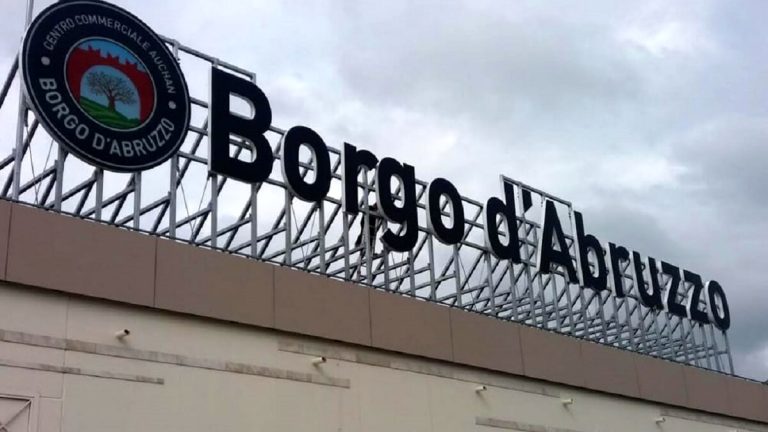 CENTRO COMMERCIALE AUCHAN
BORGO D'ABRUZZO
Borgo d'Abruzzo